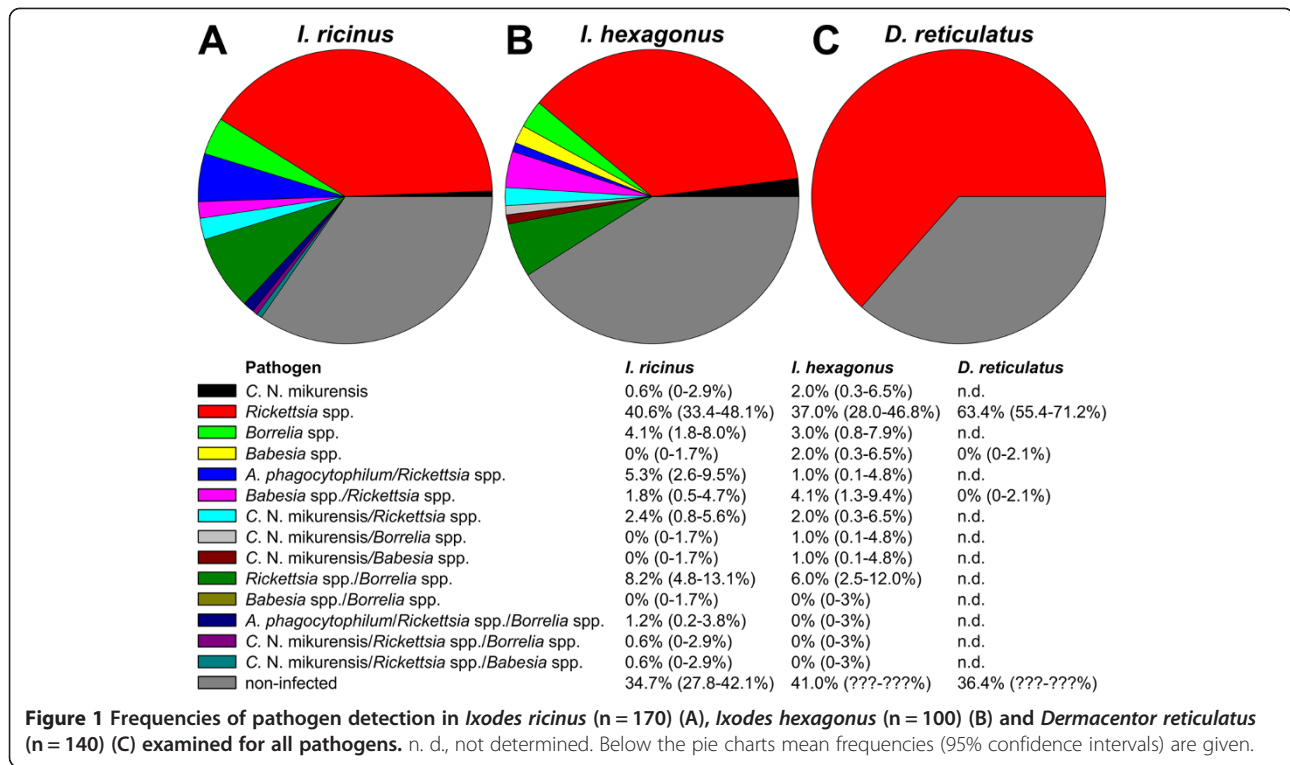 A I. ricinus B I. hexagonus C D. reticulatus
Pathogen I. ricinus I. hexagonus D. reticulatus
C. N. mikurensis 0.6% (0-2.9%) 2.0% (0.3-6.5%) n.d.
Rickettsia spp. 40.6% (33.4-48.1%) 37.0% (28.0-46.8%) 63.4% (55.4-71.2%)
Borrelia spp. 4.1% (1.8-8.0%) 3.0% (0.8-7.9%) n.d.
Babesia spp. 0% (0-1.7%) 2.0% (0.3-6.5%) 0% (0-2.1%)
A. phagocytophilum/Rickettsia spp. 5.3% (2.6-9.5%) 1.0% (0.1-4.8%) n.d.
Babesia spp./Rickettsia spp. 1.8% (0.5-4.7%) 4.1% (1.3-9.4%) 0% (0-2.1%)
C. N. mikurensis/Rickettsia spp. 2.4% (0.8-5.6%) 2.0% (0.3-6.5%) n.d.
C. N. mikurensis/Borrelia spp. 0% (0-1.7%) 1.0% (0.1-4.8%) n.d.
C. N. mikurensis/Babesia spp. 0% (0-1.7%) 1.0% (0.1-4.8%) n.d.
Rickettsia spp./Borrelia spp. 8.2% (4.8-13.1%) 6.0% (2.5-12.0%) n.d.
Babesia spp./Borrelia spp. 0% (0-1.7%) 0% (0-3%) n.d.
A. phagocytophilum/Rickettsia spp./Borrelia spp. 1.2% (0.2-3.8%) 0% (0-3%) n.d.
C. N. mikurensis/Rickettsia spp./Borrelia spp. 0.6% (0-2.9%) 0% (0-3%) n.d.
C. N. mikurensis/Rickettsia spp./Babesia spp. 0.6% (0-2.9%) 0% (0-3%) n.d.
non-infected 34.7% (27.8-42.1%) 41.0% (???-???%) 36.4% (???-???%)
Figure 1 Frequencies of pathogen detection in Ixodes ricinus (n = 170) (A), Ixodes hexagonus (n = 100) (B) and Dermacentor reticulatus
(n = 140) (C) examined for all pathogens. n. d., not determined. Below the pie charts mean frequencies (95% confidence intervals) are given.